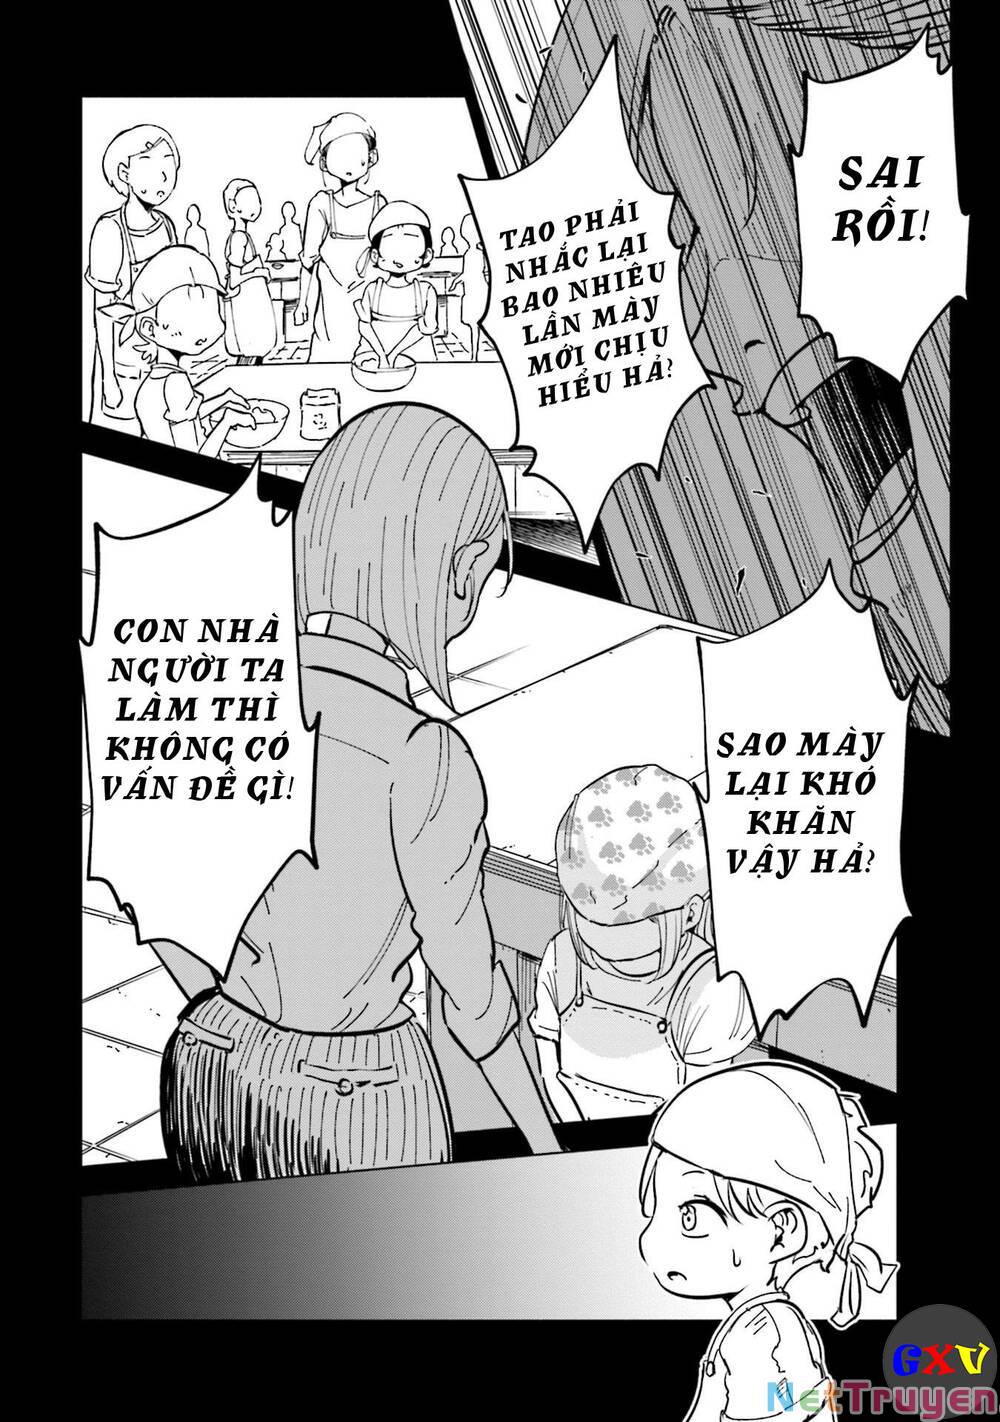 SAI
RỒI!
TAO PHẢI
NHẮC LẠI
BAO NHIÊU
LẦN MÀY
MỚI CHỊU
HIỂU HẢ?
SAO MÀY
LẠI KHÓ
KHĂN
VẬY HẢ?
CON NHÀ
NGƯỜI TA
LÀM THÌ
KHÔNG CÓ
VẤN ĐỀ GÌ!
GXV
NetTruyen